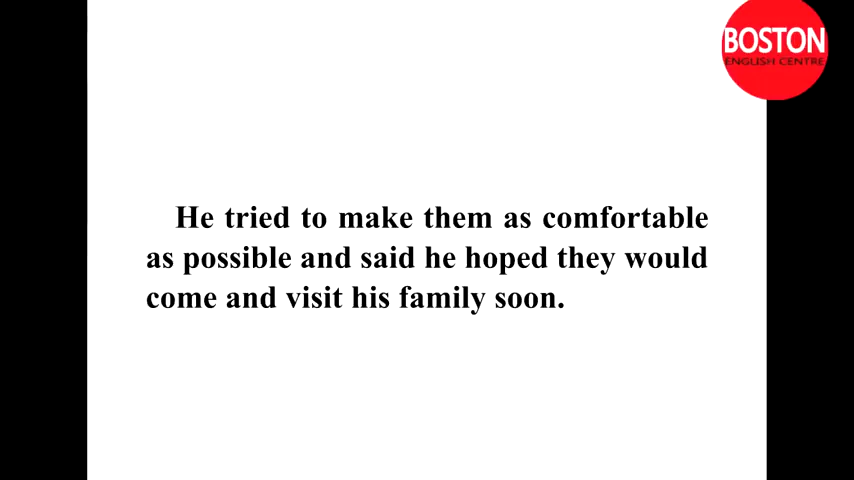 BOSTON
ENGLISH CENTRE
He tried to make them as comfortable
as possible and said he hoped they would
come and visit his family soon.